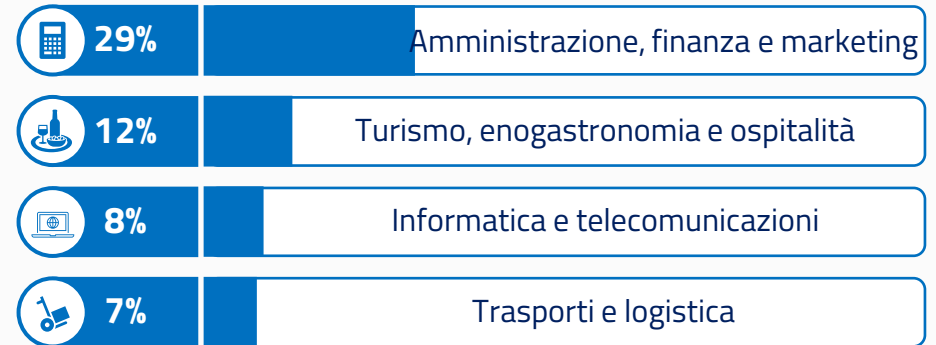 29% Amministrazione, finanza e marketing
12% Turismo, enogastronomia e ospitalità
8% Informatica e telecomunicazioni
7% Trasporti e logistica